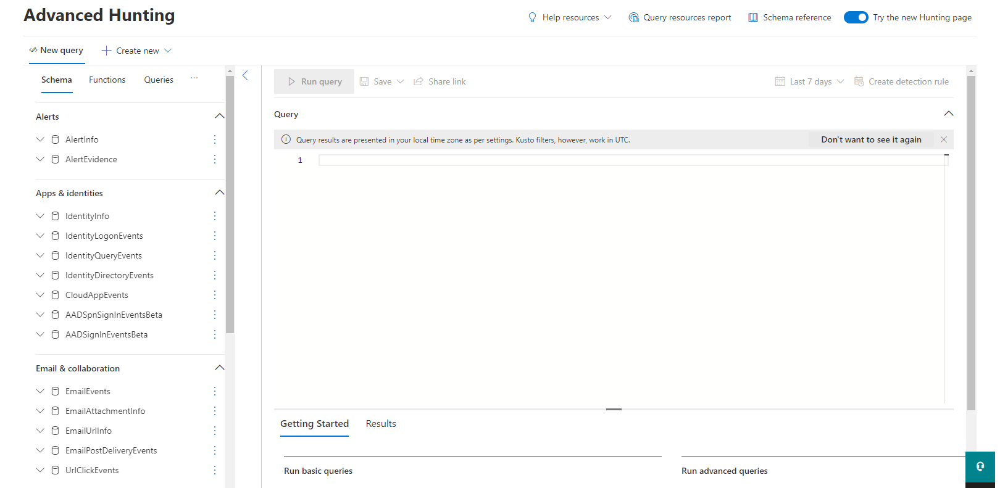 Advanced Hunting
Help resources
Query resources report
Schema reference
Try the new Hunting page
New query
Create new
Schema
Functions
Queries
...
Alerts
AlertInfo
AlertEvidence
Apps & identities
IdentityInfo
IdentityLogonEvents
IdentityQueryEvents
IdentityDirectoryEvents
CloudAppEvents
AADSpnSignInEventsBeta
AADSignInEventsBeta
Email & collaboration
EmailEvents
EmailAttachmentInfo
EmailUrlInfo
EmailPostDeliveryEvents
UrlClickEvents
Run query
Save
Share link
Last 7 days
Create detection rule
Query
Query results are presented in your local time zone as per settings. Kusto filters, however, work in UTC.
Don't want to see it again
1
Getting Started
Results
Run basic queries
Run advanced queries